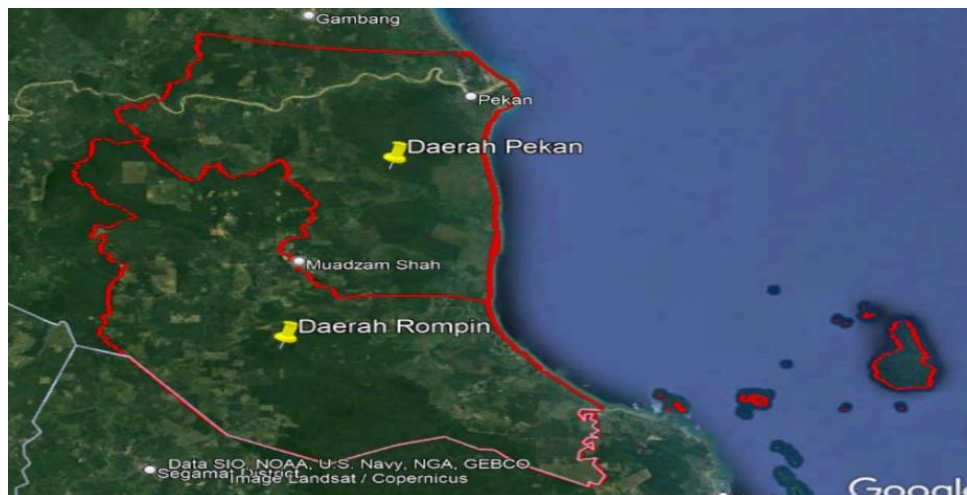 Gambang
Pekan
Daerah Pekan
Muadzam Shah
Daerah Rompin
Data SIO, NOAA, U.S. Navy, NGA, GEBCO
Segamat District
Image Landsat / Copernicus
Google